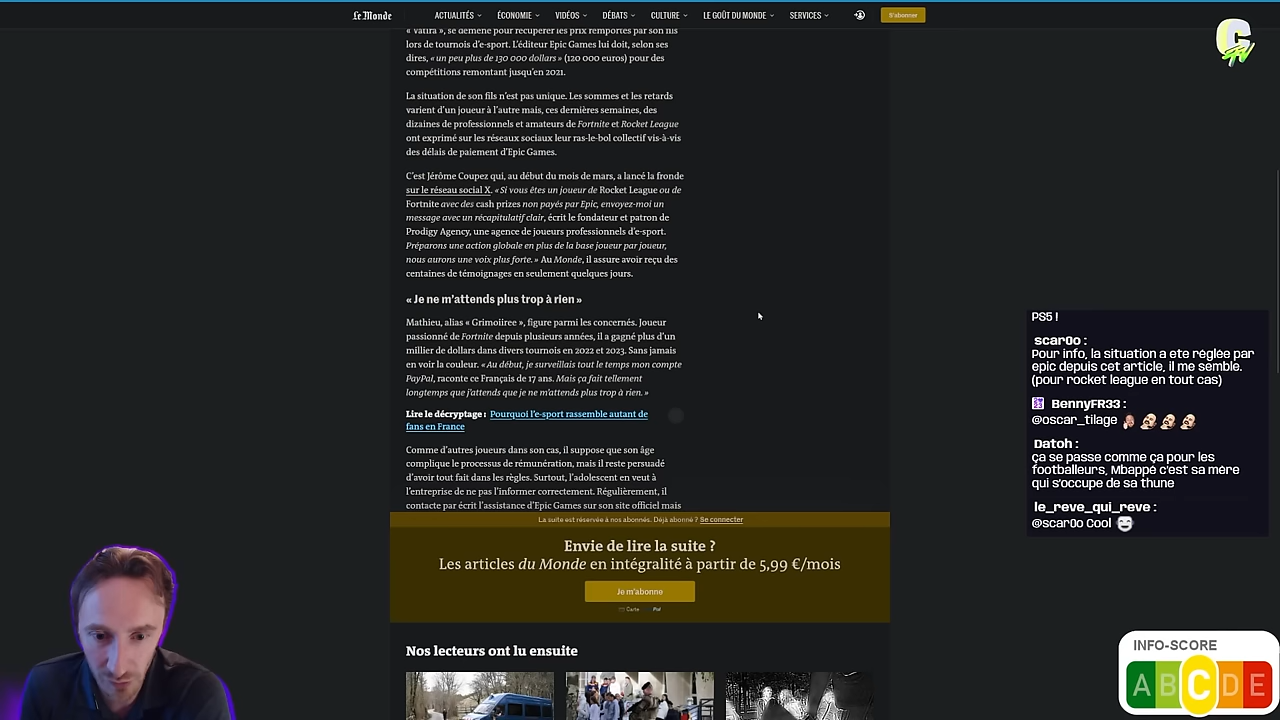 Le Monde
ACTUALITÉS
ÉCONOMIE
VIDÉOS
DÉBATS
CULTURE
LE GOÛT DU MONDE
SERVICES
S'abonner
« Vatira », se démène pour récupérer les prix remportés par son fils
lors de tournois d'e-sport. L'éditeur Epic Games lui doit, selon ses
dires, « un peu plus de 130 000 dollars » (120 000 euros) pour des
compétitions remontant jusqu'en 2021.
La situation de son fils n'est pas unique. Les sommes et les retards
varient d'un joueur à l'autre mais, ces dernières semaines, des
dizaines de professionnels et amateurs de Fortnite et Rocket League
ont exprimé sur les réseaux sociaux leur ras-le-bol collectif vis-à-vis
des délais de paiement d'Epic Games.
C'est Jérôme Coupez qui, au début du mois de mars, a lancé la fronde
sur le réseau social X. « Si vous êtes un joueur de Rocket League ou de
Fortnite avec des cash prizes non payés par Epic, envoyez-moi un
message avec un récapitulatif clair, écrit le fondateur et patron de
Prodigy Agency, une agence de joueurs professionnels d'e-sport.
Préparons une action globale en plus de la base joueur par joueur,
nous aurons une voix plus forte. » Au Monde, il assure avoir reçu des
centaines de témoignages en seulement quelques jours.
« Je ne m'attends plus trop à rien »
Mathieu, alias « Grimoiiree », figure parmi les concernés. Joueur
passionné de Fortnite depuis plusieurs années, il a gagné plus d'un
millier de dollars dans divers tournois en 2022 et 2023. Sans jamais
en voir la couleur. « Au début, je surveillais tout le temps mon compte
PayPal, raconte ce Français de 17 ans. Mais ça fait tellement
longtemps que j'attends que je ne m'attends plus trop à rien. »
Lire le décryptage : Pourquoi l'e-sport rassemble autant de
fans en France
Comme d'autres joueurs dans son cas, il suppose que son âge
complique le processus de rémunération, mais il reste persuadé
d'avoir tout fait dans les règles. Surtout, l'adolescent en veut à
l'entreprise de ne pas l'informer correctement. Régulièrement, il
contacte par écrit l'assistance d'Epic Games sur son site officiel mais
La suite est réservée à nos abonnés. Déjà abonné ? Se connecter
Envie de lire la suite ?
Les articles du Monde en intégralité à partir de 5,99 €/mois
Je m'abonne
Carte
Nos lecteurs ont lu ensuite
PS5 !
scar0o :
Pour info, la situation a ete réglée par
epic depuis cet article, il me semble.
(pour rocket league en tout cas)
BennyFR33 :
@oscar_tilage
Datoh :
ça se passe comme ça pour les
footballeurs, Mbappé c'est sa mère
qui s'occupe de sa thune
le_reve_qui_reve :
@scar0o Cool
INFO-SCORE
A B C D E